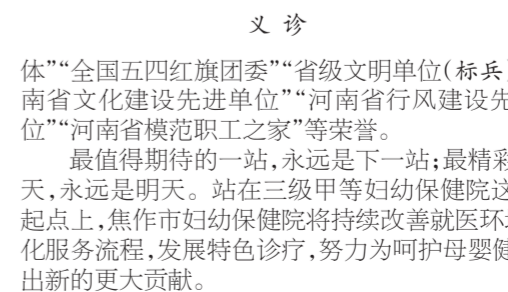 义诊
体”“全国五四红旗团委”“省级文明单位(标兵)
南省文化建设先进单位”“河南省行风建设先
位”“河南省模范职工之家”等荣誉。
最值得期待的一站,永远是下一站;最精彩
天,永远是明天。站在三级甲等妇幼保健院这
起点上,焦作市妇幼保健院将持续改善就医环
化服务流程,发展特色诊疗,努力为呵护母婴健
出新的更大贡献。